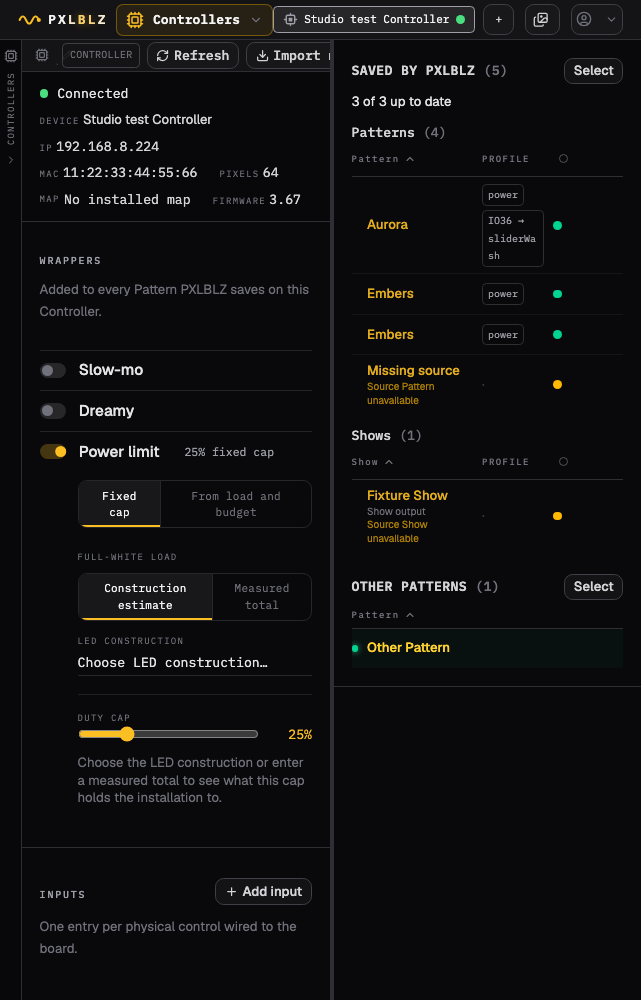 PXLBLZ
Controllers
Studio test Controller
+
CONTROLLERS
CONTROLLER
Refresh
Import
Connected
DEVICE Studio test Controller
IP 192.168.8.224
MAC 11:22:33:44:55:66 PIXELS 64
MAP No installed map FIRMWARE 3.67
WRAPPERS
Added to every Pattern PXLBLZ saves on this
Controller.
Slow-mo
Dreamy
Power limit 25% fixed cap
Fixed
cap
From load and
budget
FULL-WHITE LOAD
Construction
estimate
Measured
total
LED CONSTRUCTION
Choose LED construction…
DUTY CAP
25%
Choose the LED construction or enter
a measured total to see what this cap
holds the installation to.
INPUTS
+ Add input
One entry per physical control wired to the
board.
SAVED BY PXLBLZ (5)
Select
3 of 3 up to date
Patterns (4)
Pattern PROFILE
Aurora
power
IO36 →
sliderWa
sh
Embers power
Embers power
Missing source
Source Pattern
unavailable
Shows (1)
Show PROFILE
Fixture Show
Show output
Source Show
unavailable
OTHER PATTERNS (1)
Select
Pattern
Other Pattern